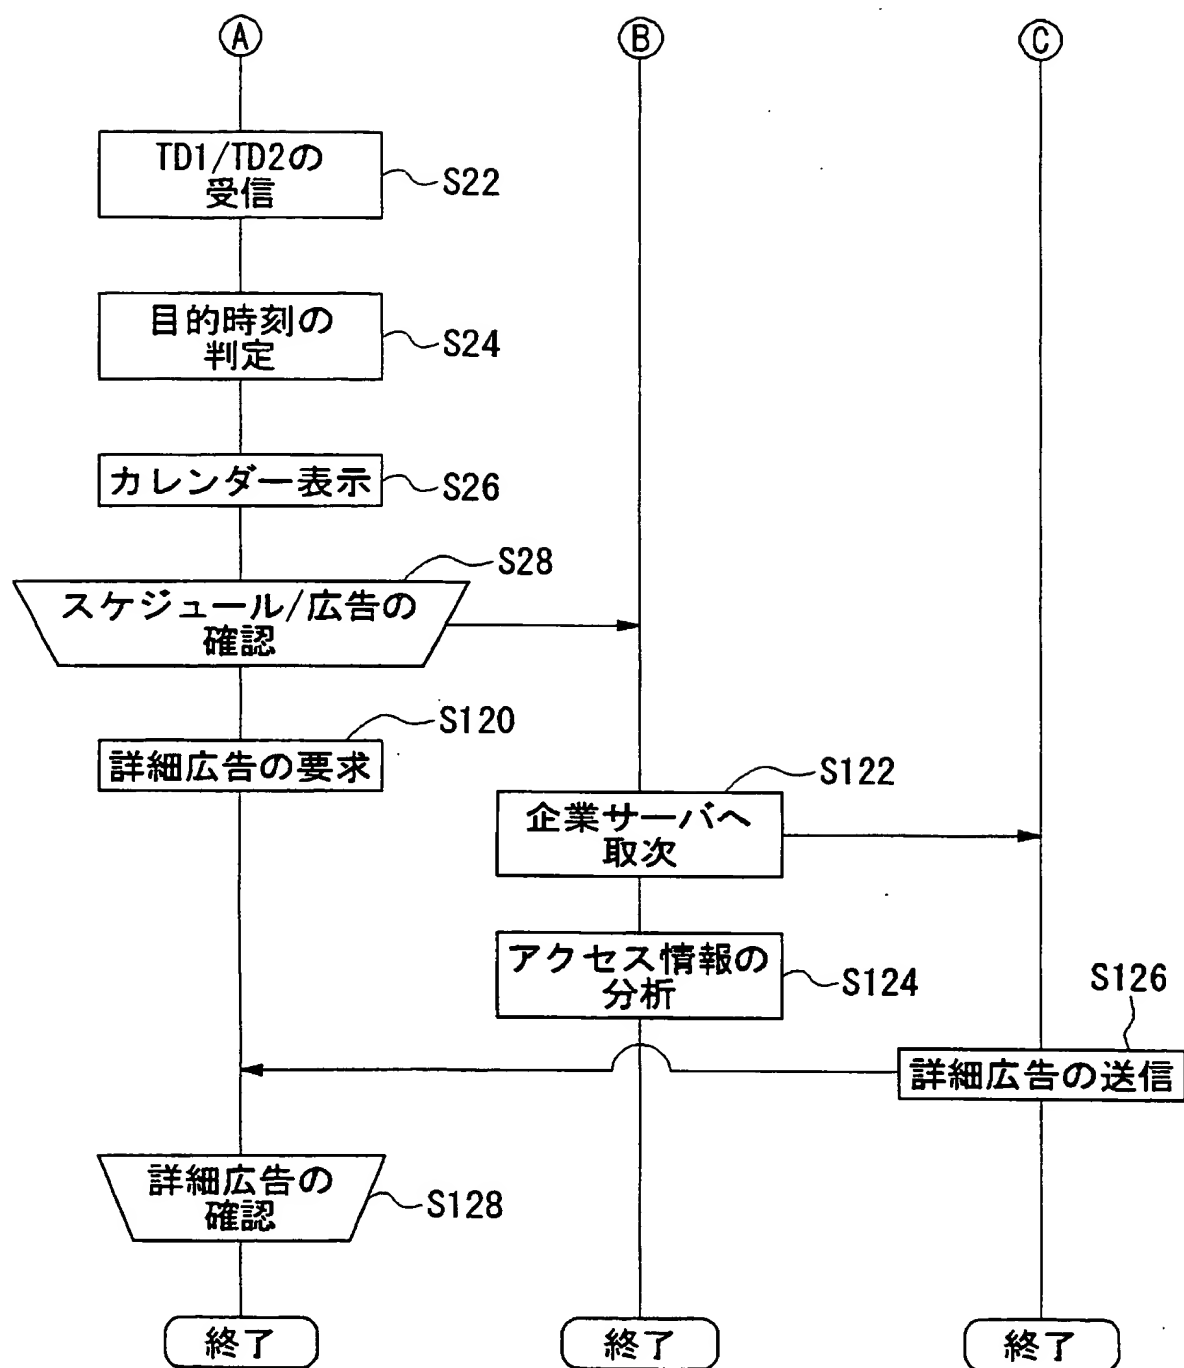 A
B
C
TD1/TD2の
受信
S22
目的時刻の
判定
S24
カレンダー表示
S26
S28
スケジュール/広告の
確認
S120
詳細広告の要求
S122
企業サーバへ
取次
アクセス情報の
分析
S124
S126
詳細広告の送信
詳細広告の
確認
S128
終了
終了
終了